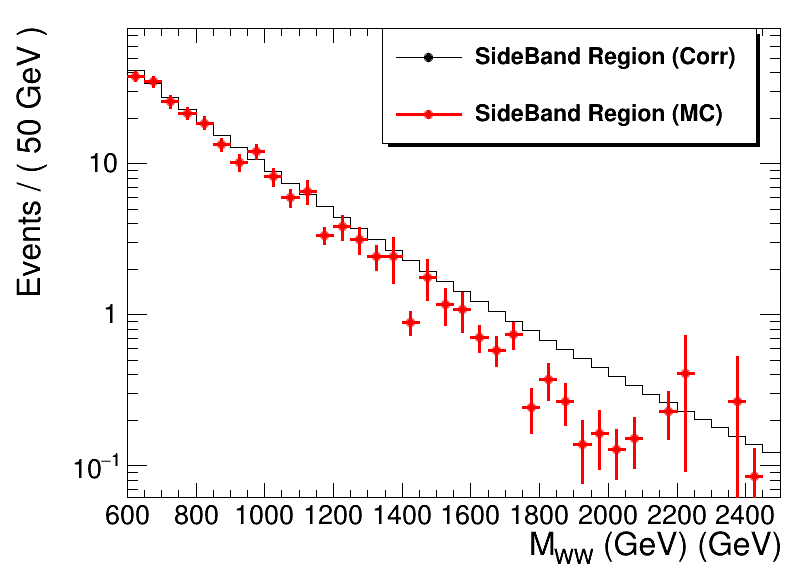 SideBand Region (Corr)
SideBand Region (MC)
Events / ( 50 GeV )
10
1
10⁻¹
600 800 1000 1200 1400 1600 1800 2000 2200 2400
M_WW (GeV) (GeV)